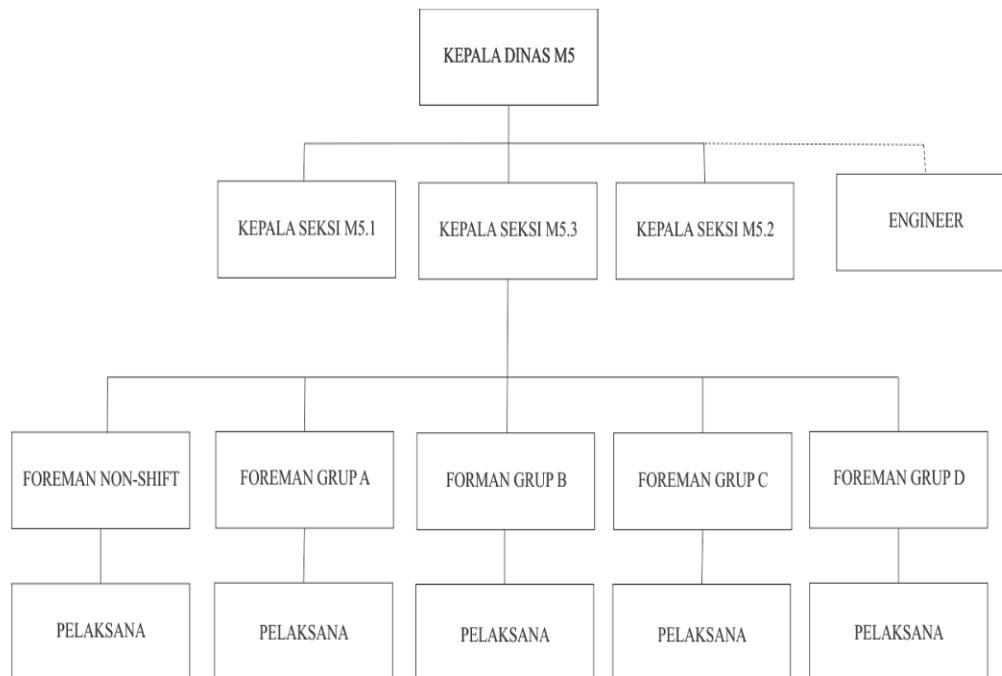 KEPALA DINAS M5
KEPALA SEKSI M5.1
KEPALA SEKSI M5.3
KEPALA SEKSI M5.2
ENGINEER
FOREMAN NON-SHIFT
FOREMAN GRUP A
FORMAN GRUP B
FOREMAN GRUP C
FOREMAN GRUP D
PELAKSANA
PELAKSANA
PELAKSANA
PELAKSANA
PELAKSANA